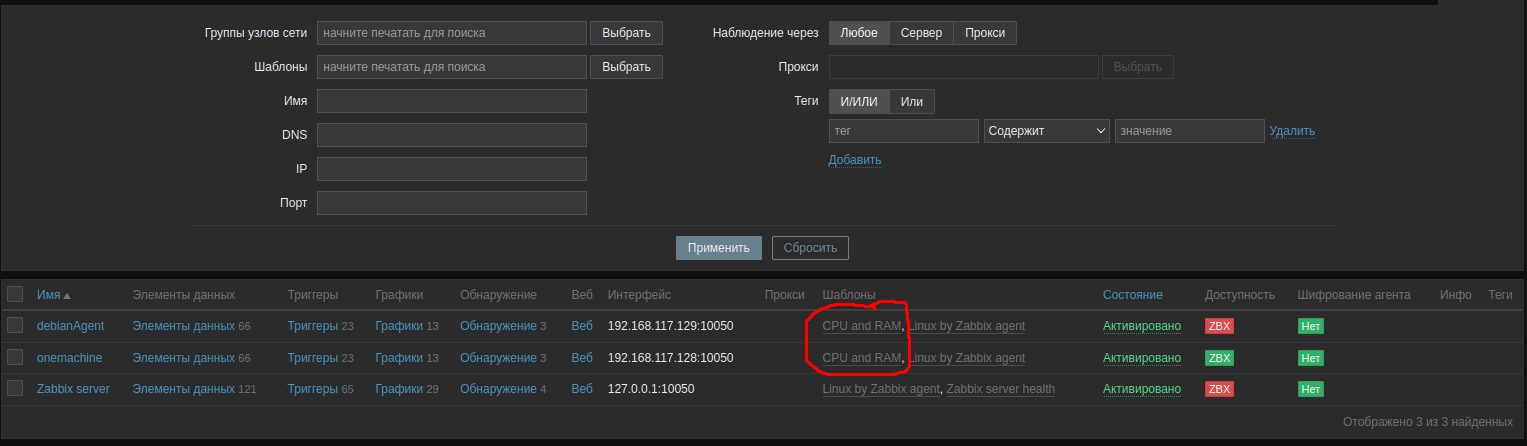 Группы узлов сети начните печатать для поиска Выбрать Наблюдение через Любое Сервер Прокси
Шаблоны начните печатать для поиска Выбрать Прокси Выбрать
Имя Теги И/ИЛИ Или
DNS тег Содержит значение Удалить
IP Добавить
Порт
Применить Сбросить
Имя Элементы данных Триггеры Графики Обнаружение Веб Интерфейс Прокси Шаблоны Состояние Доступность Шифрование агента Инфо Теги
debianAgent Элементы данных 66 Триггеры 23 Графики 13 Обнаружение 3 Веб 192.168.117.129:10050 CPU and RAM, Linux by Zabbix agent Активировано ZBX Нет
onemachine Элементы данных 66 Триггеры 23 Графики 13 Обнаружение 3 Веб 192.168.117.128:10050 CPU and RAM, Linux by Zabbix agent Активировано ZBX Нет
Zabbix server Элементы данных 121 Триггеры 65 Графики 29 Обнаружение 4 Веб 127.0.0.1:10050 Linux by Zabbix agent, Zabbix server health Активировано ZBX Нет
Отображено 3 из 3 найденных